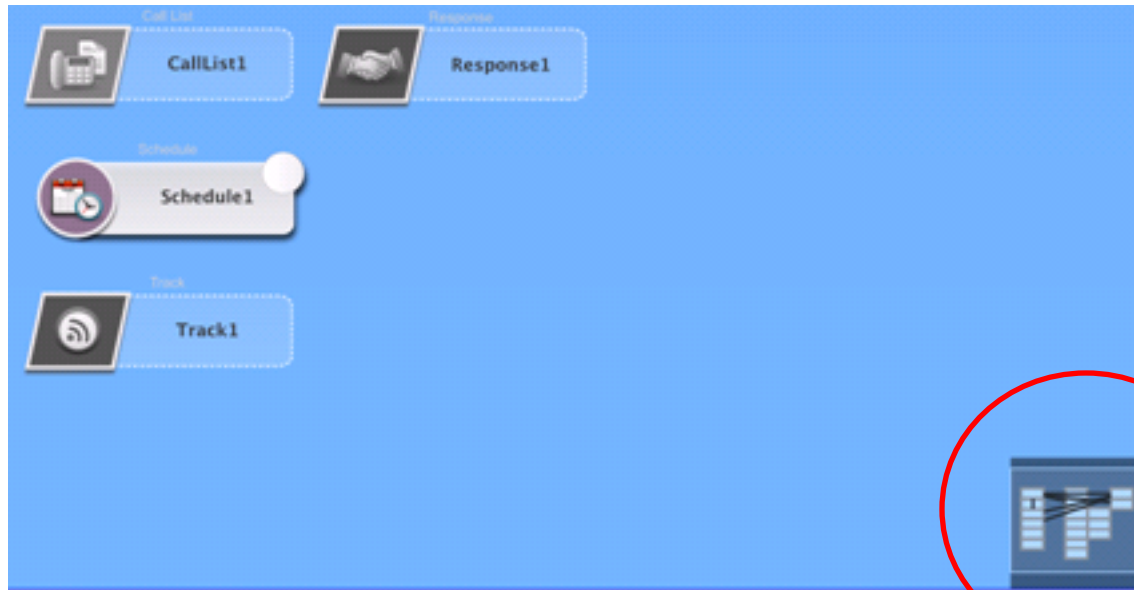 Call List
Response
CallList1
Response1
Schedule
Schedule1
Track
Track1